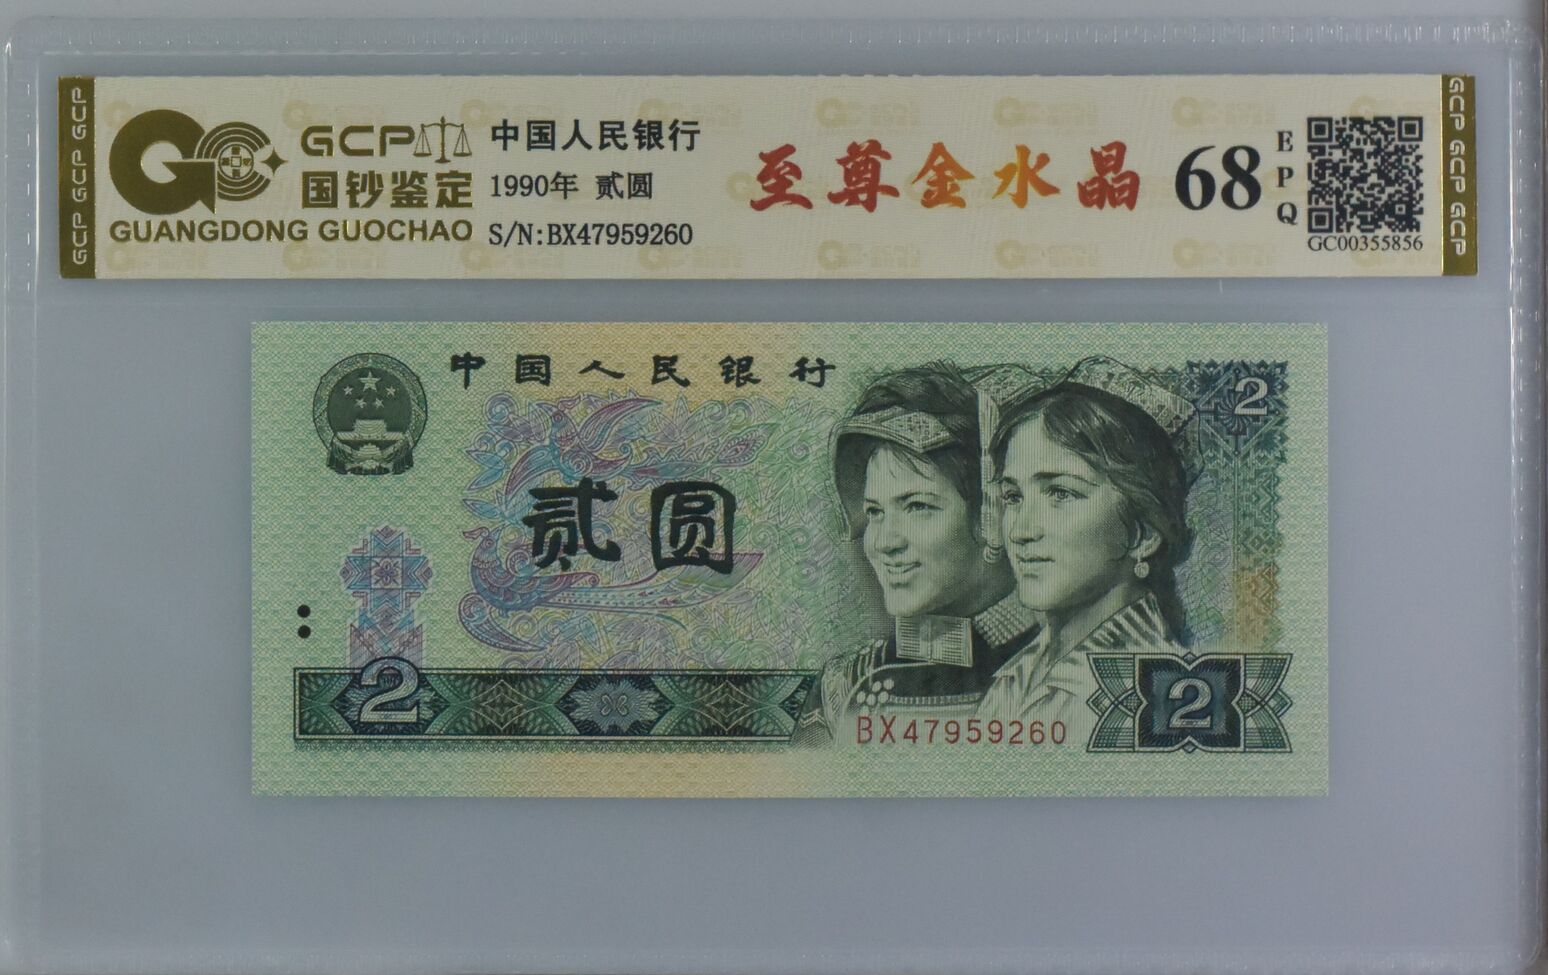 GCP GCP GCP
GCP
国钞鉴定
GUANGDONG GUOCHAO
中国人民银行
1990年 贰圆
S/N:BX47959260
至尊金水晶
68
EPQ
GC00355856
GCP GCP GCP
中国人民银行
2
贰圆
2
BX47959260
2